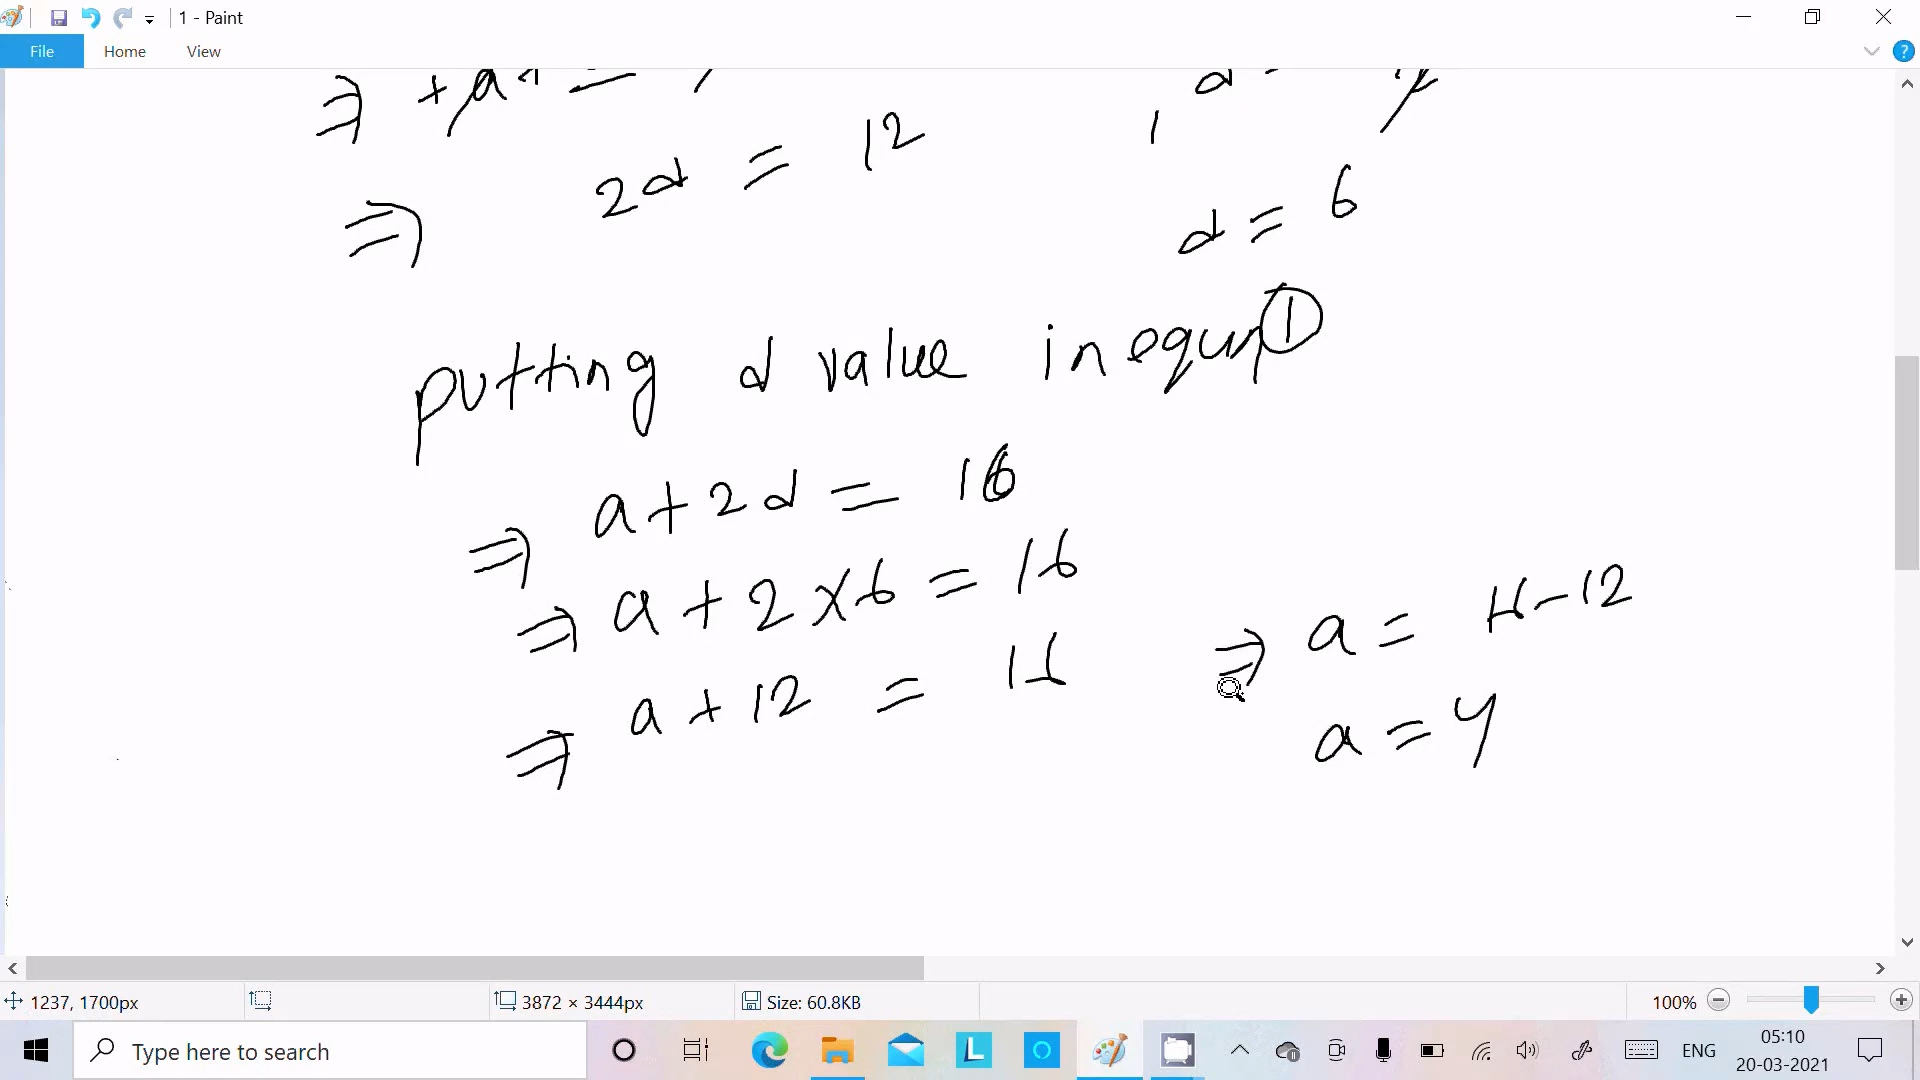 1 - Paint
File Home View
⇒ 2d = 12
d = 6
putting d value in equn ①
⇒ a + 2d = 16
⇒ a + 2 × 6 = 16
⇒ a + 12 = 16
⇒ a = 16 - 12
a = 4
1237, 1700px 3872 × 3444px Size: 60.8KB 100%
Type here to search L ENG 05:10
20-03-2021